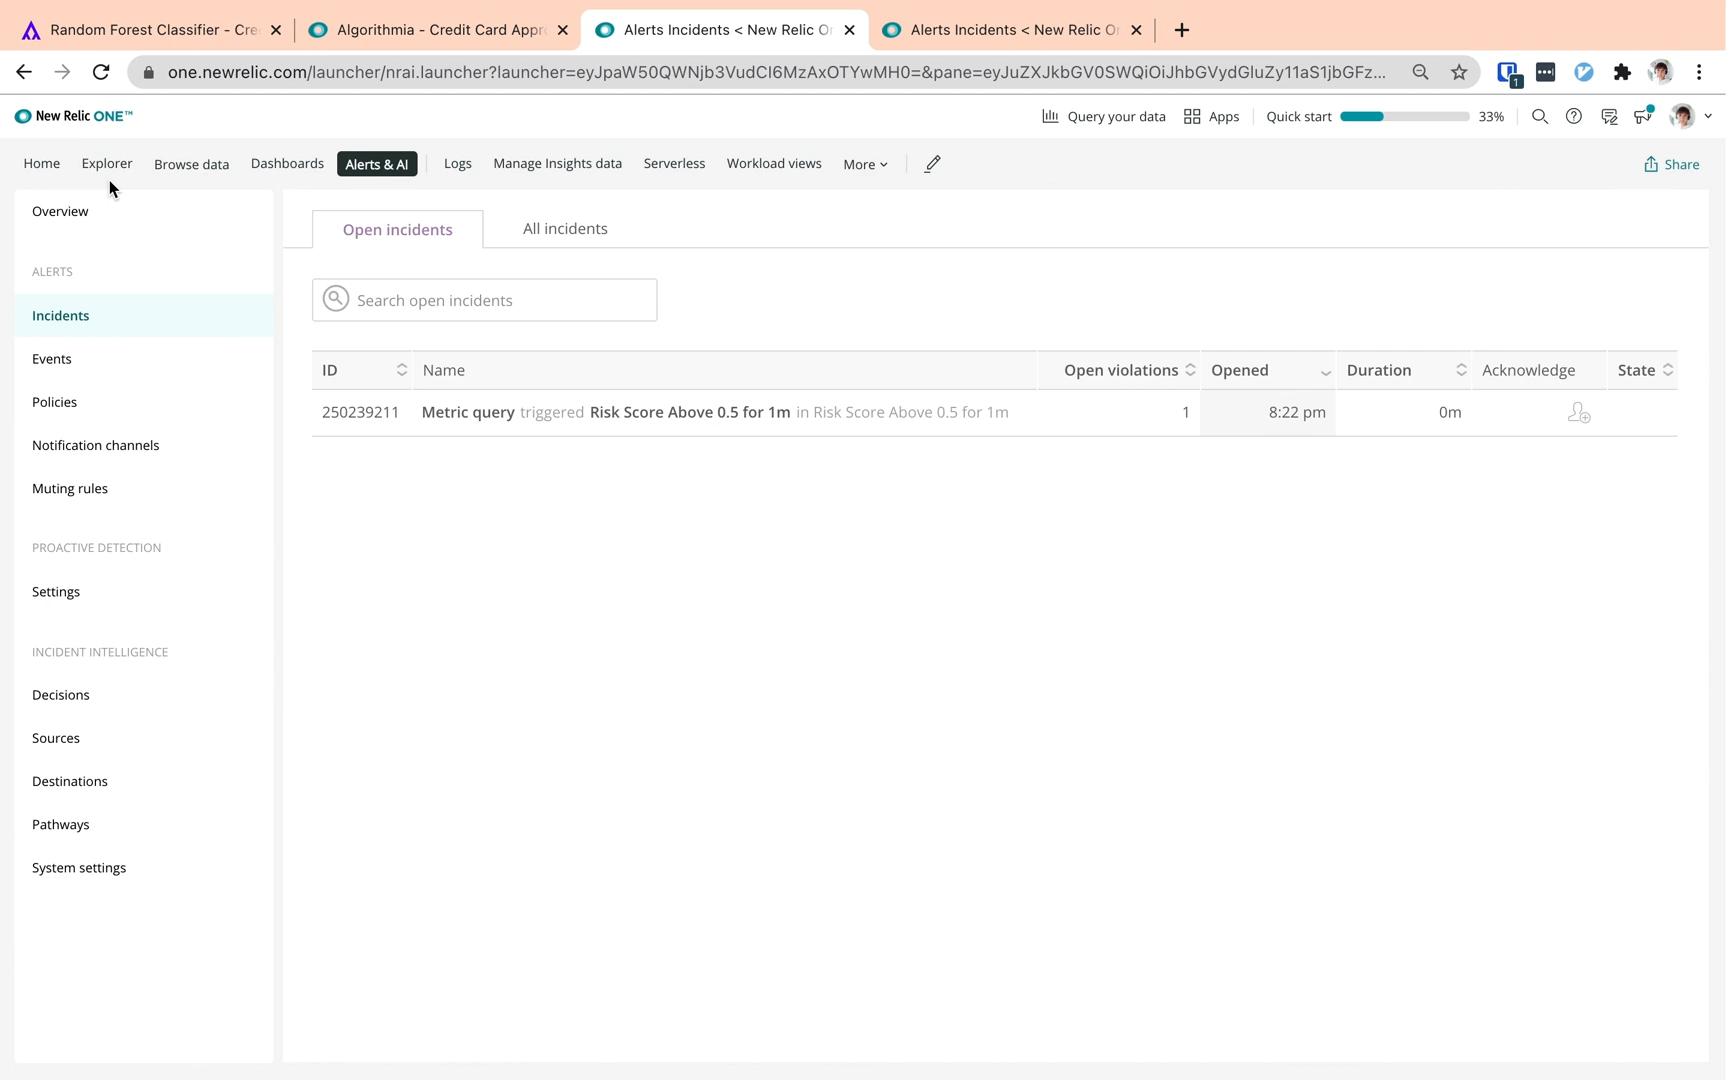 Random Forest Classifier - Cre
Algorithmia - Credit Card Appr
Alerts Incidents < New Relic O
Alerts Incidents < New Relic O
one.newrelic.com/launcher/nrai.launcher?launcher=eyJpaW50QWNjb3VudCI6MzAxOTYwMH0=&pane=eyJuZXJkbGV0SWQiOiJhbGVydGluZy11aS1jbGFz...
1
New Relic ONE™
Query your data
Apps
Quick start
33%
Home
Explorer
Browse data
Dashboards
Alerts & AI
Logs
Manage Insights data
Serverless
Workload views
More
Share
Overview
ALERTS
Incidents
Events
Policies
Notification channels
Muting rules
PROACTIVE DETECTION
Settings
INCIDENT INTELLIGENCE
Decisions
Sources
Destinations
Pathways
System settings
Open incidents
All incidents
Search open incidents
ID Name Open violations Opened Duration Acknowledge State
250239211 Metric query triggered Risk Score Above 0.5 for 1m in Risk Score Above 0.5 for 1m 1 8:22 pm 0m